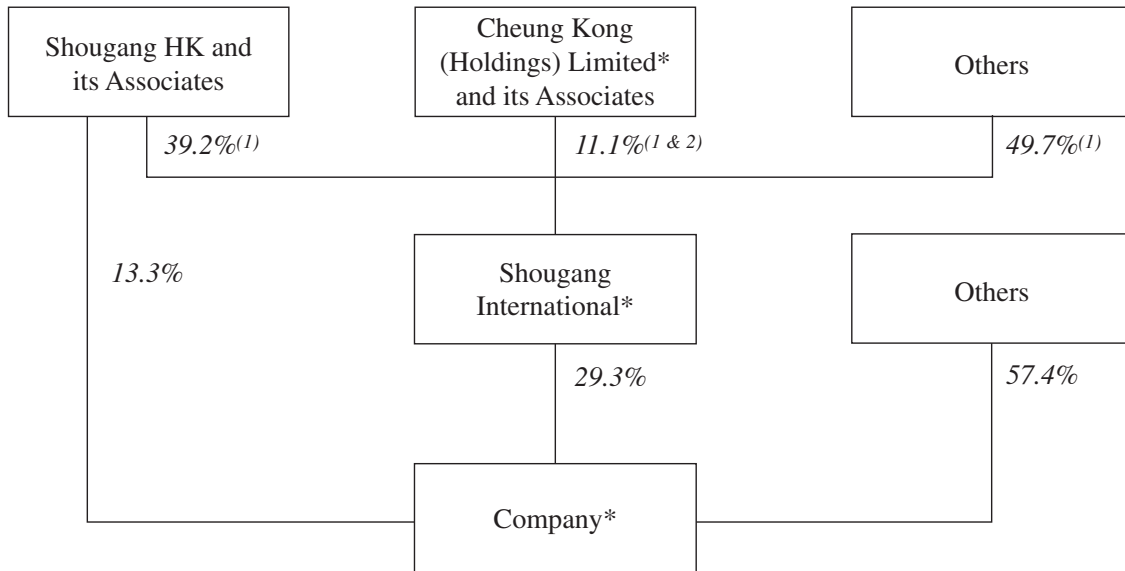 Shougang HK and
its Associates
Cheung Kong
(Holdings) Limited*
and its Associates
Others
39.2%(1)
11.1%(1 & 2)
49.7%(1)
13.3%
Shougang
International*
Others
29.3%
57.4%
Company*